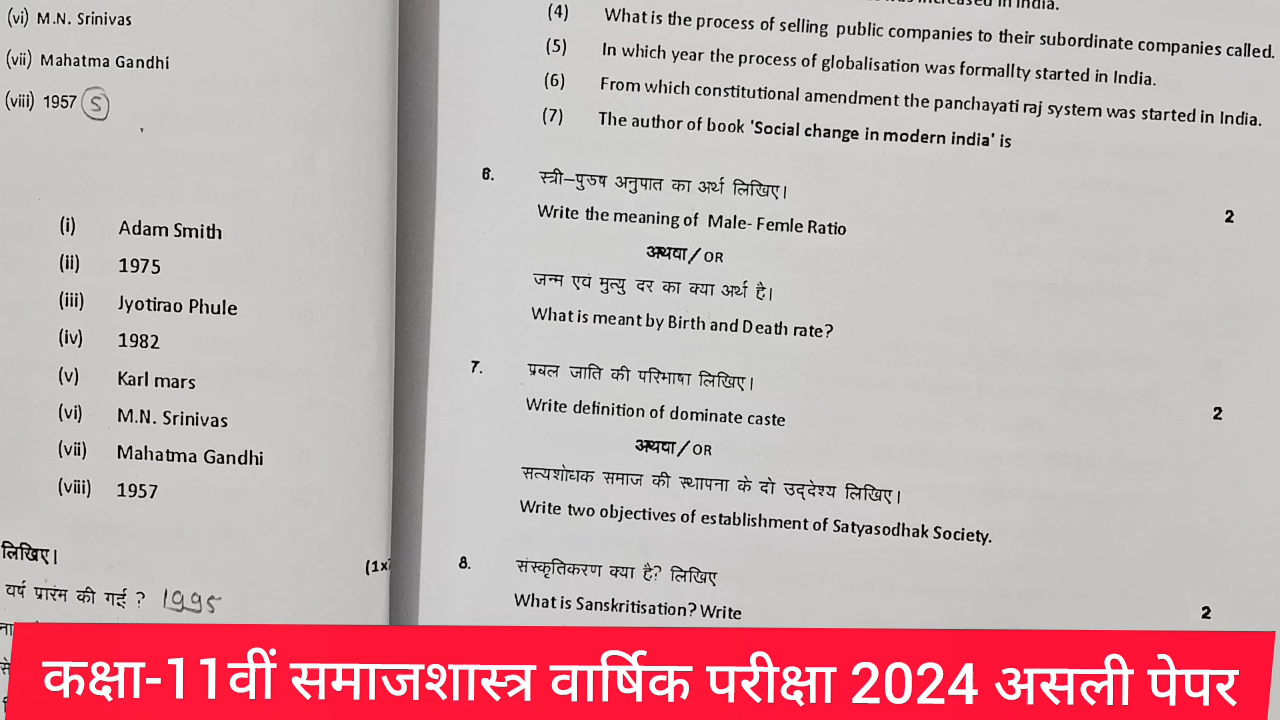 (vi) M.N. Srinivas
(vii) Mahatma Gandhi
(viii) 1957 S
(i) Adam Smith
(ii) 1975
(iii) Jyotirao Phule
(iv) 1982
(v) Karl mars
(vi) M.N. Srinivas
(vii) Mahatma Gandhi
(viii) 1957
लिखिए।
(1x
वर्ष प्रारंम की गई ? 1995
in India.
(4) What is the process of selling public companies to their subordinate companies called.
(5) In which year the process of globalisation was formallty started in India.
(6) From which constitutional amendment the panchayati raj system was started in India.
(7) The author of book 'Social change in modern india' is
6. स्त्री–पुरुष अनुपात का अर्थ लिखिए।
Write the meaning of Male- Femle Ratio 2
अथवा / OR
जन्म एवं मुत्यु दर का क्या अर्थ है।
What is meant by Birth and Death rate?
7. प्रबल जाति की परिभाषा लिखिए।
Write definition of dominate caste 2
अथवा / OR
सत्यशोधक समाज की स्थापना के दो उद्देश्य लिखिए।
Write two objectives of establishment of Satyasodhak Society.
8. संस्कृतिकरण क्या है? लिखिए
What is Sanskritisation? Write 2
कक्षा-11वीं समाजशास्त्र वार्षिक परीक्षा 2024 असली पेपर